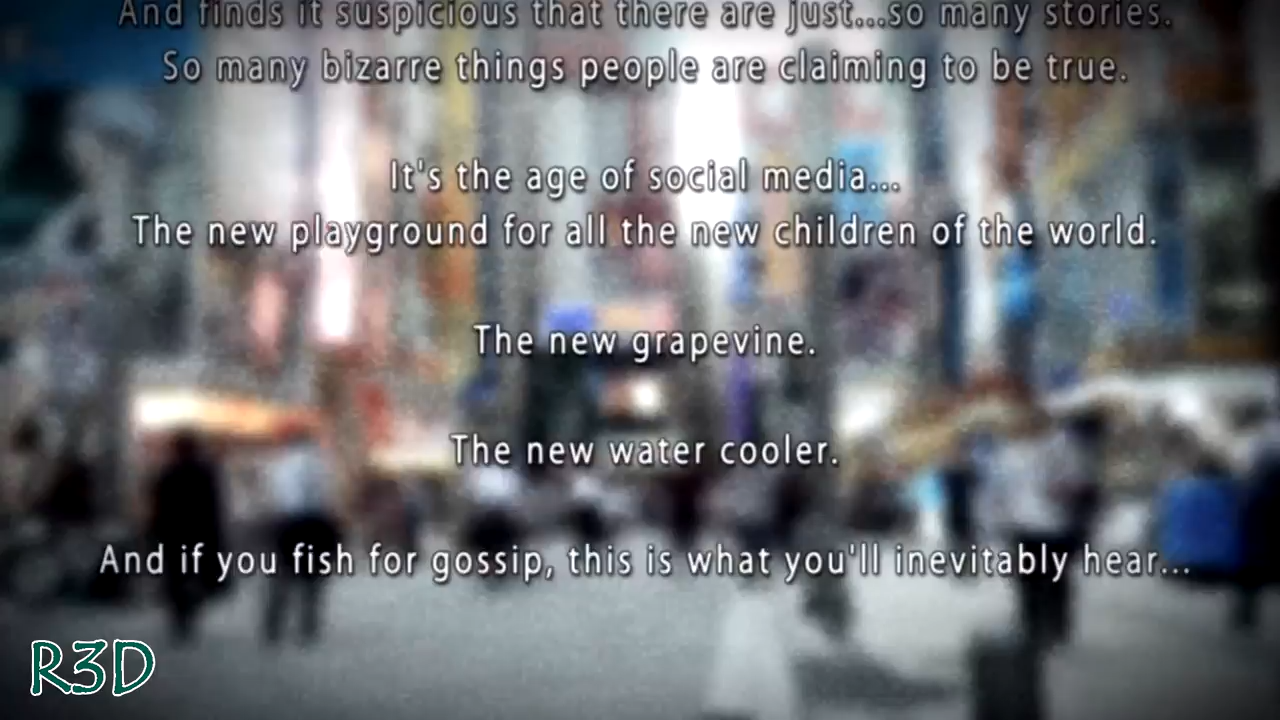 And finds it suspicious that there are just...so many stories.
So many bizarre things people are claiming to be true.
It's the age of social media...
The new playground for all the new children of the world.
The new grapevine.
The new water cooler.
And if you fish for gossip, this is what you'll inevitably hear...
R3D